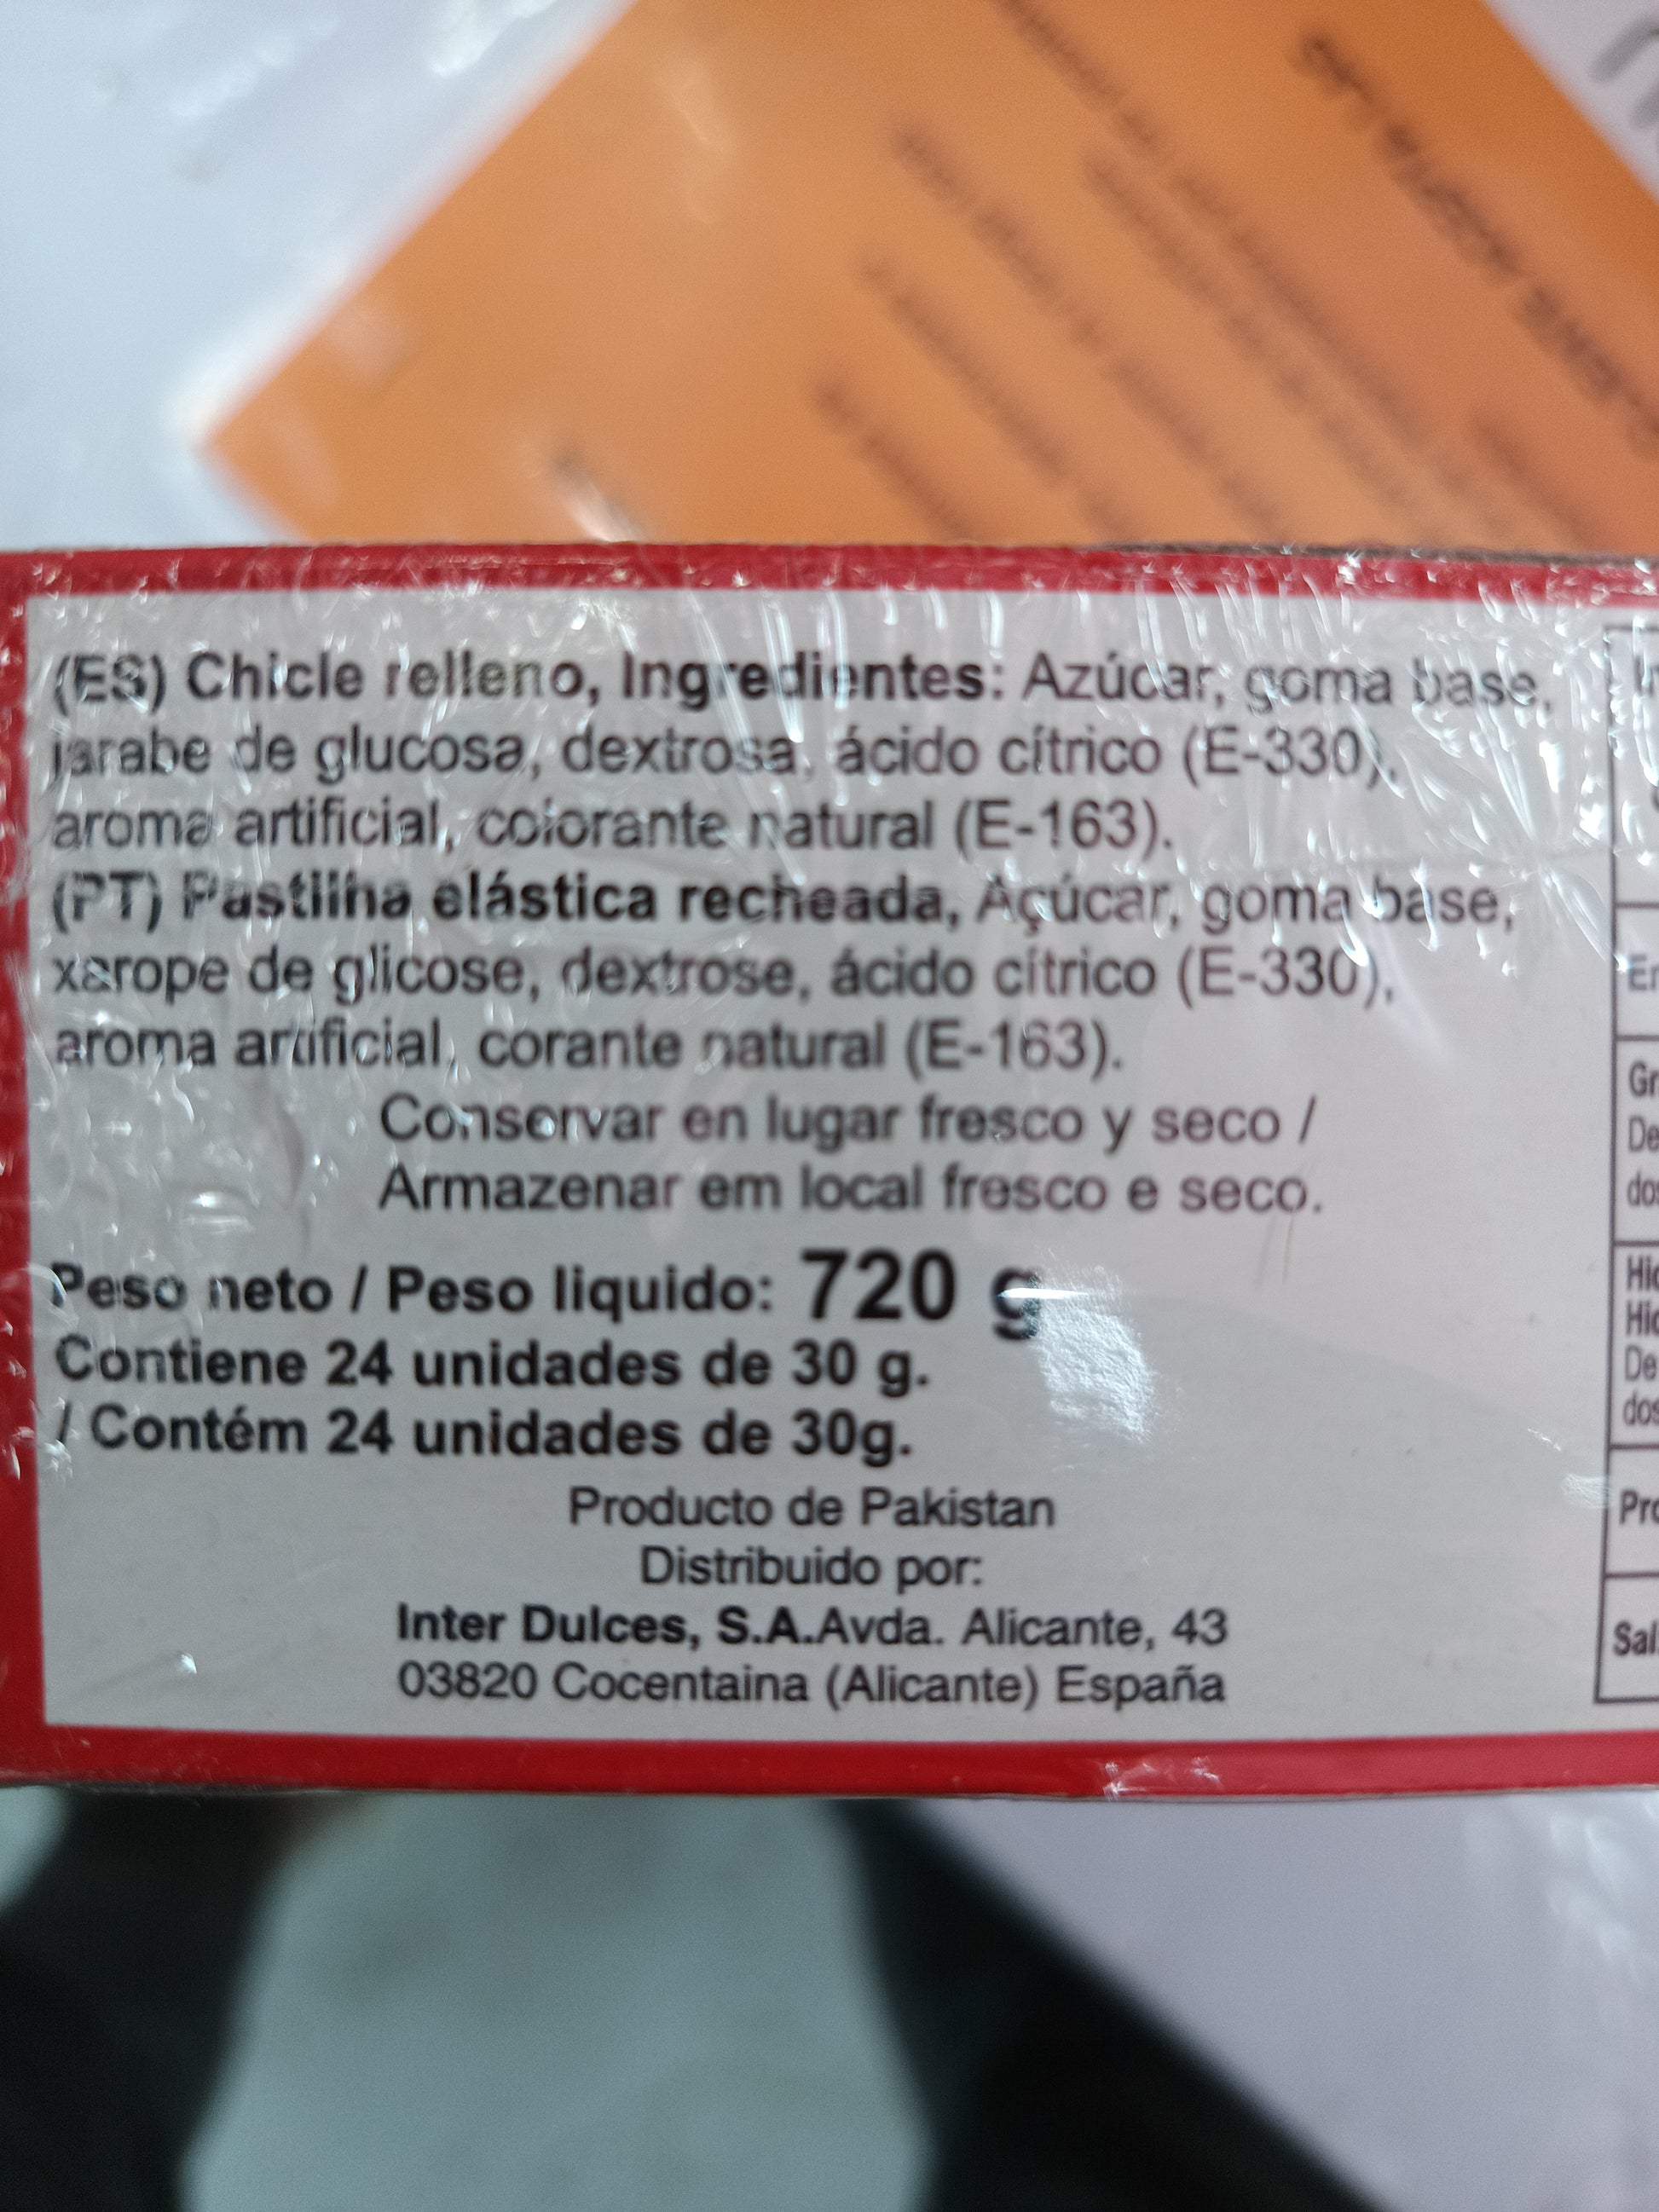 (ES) Chicle relleno, Ingredientes: Azúcar, goma base,
jarabe de glucosa, dextrosa, ácido cítrico (E-330),
aroma artificial, colorante natural (E-163).
(PT) Pastilha elástica recheada, Açúcar, goma base,
xarope de glicose, dextrose, ácido cítrico (E-330),
aroma artificial, corante natural (E-163).
Conservar en lugar fresco y seco /
Armazenar em local fresco e seco.
Peso neto / Peso liquido: 720 g
Contiene 24 unidades de 30 g.
/ Contém 24 unidades de 30g.
Producto de Pakistan
Distribuido por:
Inter Dulces, S.A.Avda. Alicante, 43
03820 Cocentaina (Alicante) España